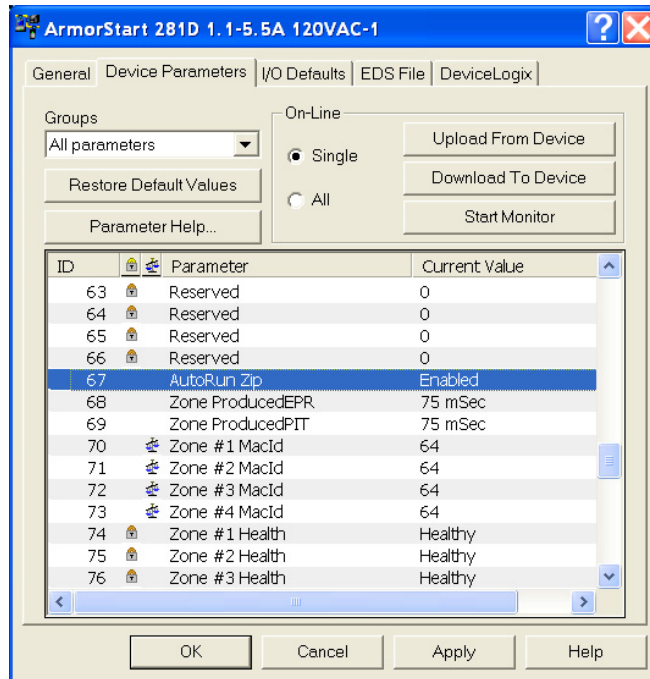 ArmorStart 281D 1.1-5.5A 120VAC-1
General Device Parameters I/O Defaults EDS File DeviceLogix
Groups
All parameters
Restore Default Values
Parameter Help...
On-Line
Single
All
Upload From Device
Download To Device
Start Monitor
ID Parameter Current Value
63 Reserved 0
64 Reserved 0
65 Reserved 0
66 Reserved 0
67 AutoRun Zip Enabled
68 Zone ProducedEPR 75 mSec
69 Zone ProducedPIT 75 mSec
70 Zone #1 MacId 64
71 Zone #2 MacId 64
72 Zone #3 MacId 64
73 Zone #4 MacId 64
74 Zone #1 Health Healthy
75 Zone #2 Health Healthy
76 Zone #3 Health Healthy
OK Cancel Apply Help